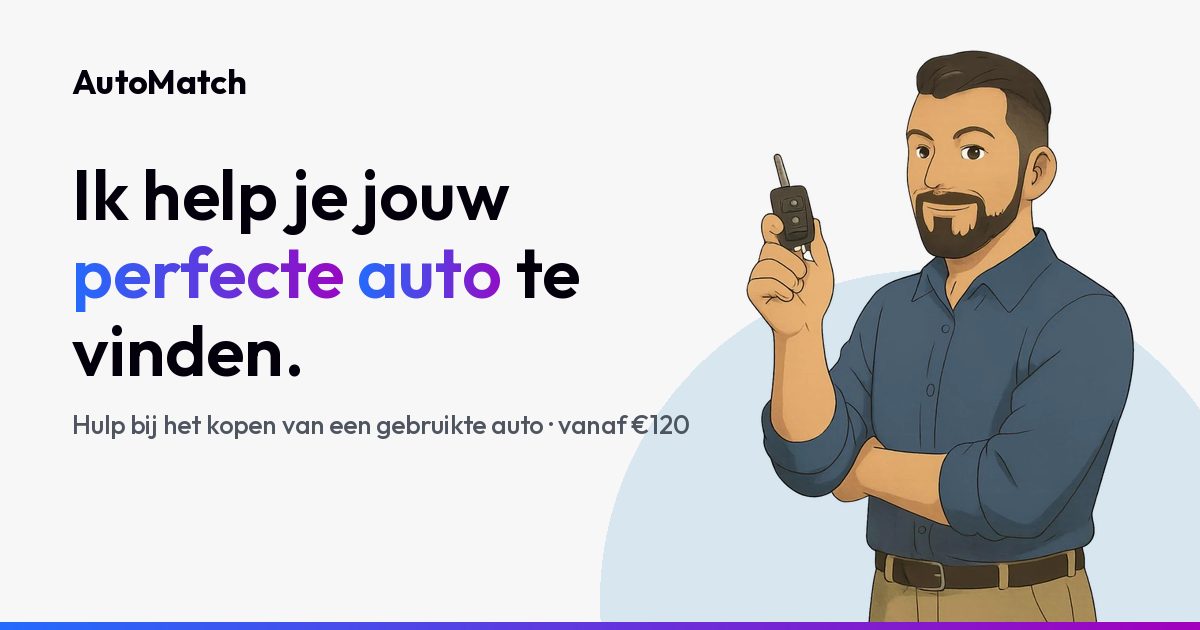 AutoMatch
Ik help je jouw
perfecte auto te
vinden.
Hulp bij het kopen van een gebruikte auto · vanaf €120